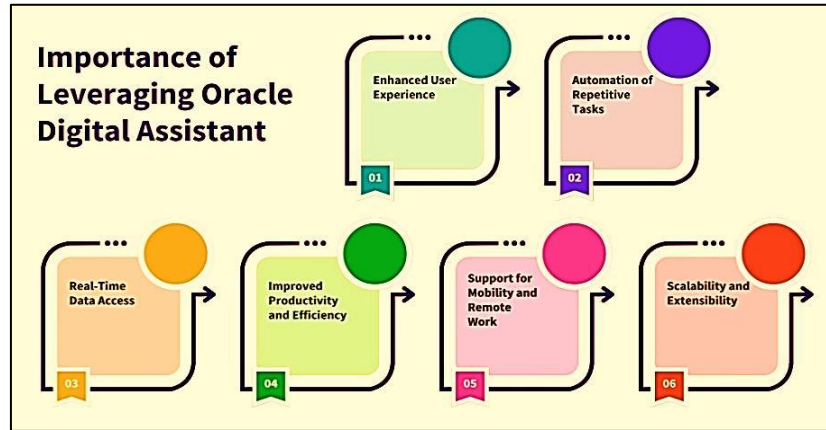 Importance of
Leveraging Oracle
Digital Assistant
Enhanced User
Experience
01
Automation of
Repetitive
Tasks
02
Real-Time
Data Access
03
Improved
Productivity
and Efficiency
04
Support for
Mobility and
Remote
Work
05
Scalability and
Extensibility
06